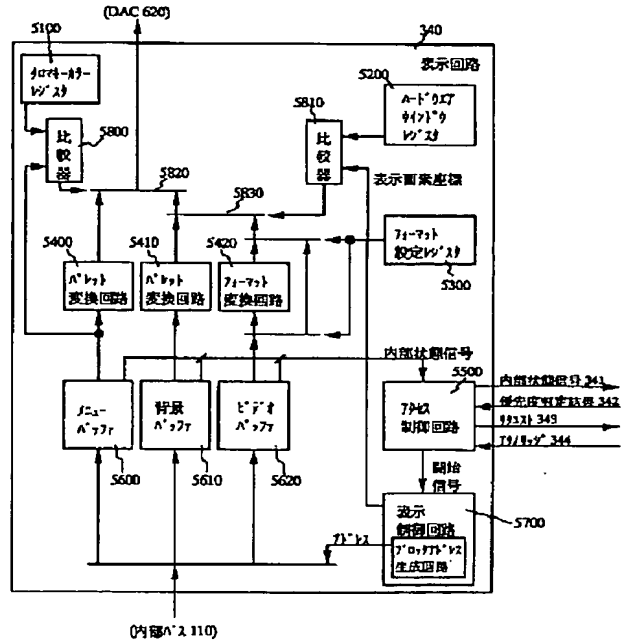 (DAC 620)
5100
340
クロマキーカラー
レジスタ
表示回路
5200
ハードウエア
ウインドウ
レジスタ
5800
比
較
器
5810
比
較
器
5820
5830
表示画素座標
5400
パレット
変換回路
5410
パレット
変換回路
5420
フォーマット
変換回路
フォーマット
設定レジスタ
5300
内部状態信号
5500
アクセス
制御回路
内部状態信号 341
優先度判定結果 342
リクエスト 343
アクノリッジ 344
メニュー
バッファ
5600
背景
バッファ
5610
ビデオ
バッファ
5620
開始
信号
5700
表示
制御回路
ブロックアドレス
生成回路
アドレス
(内部バス 110)